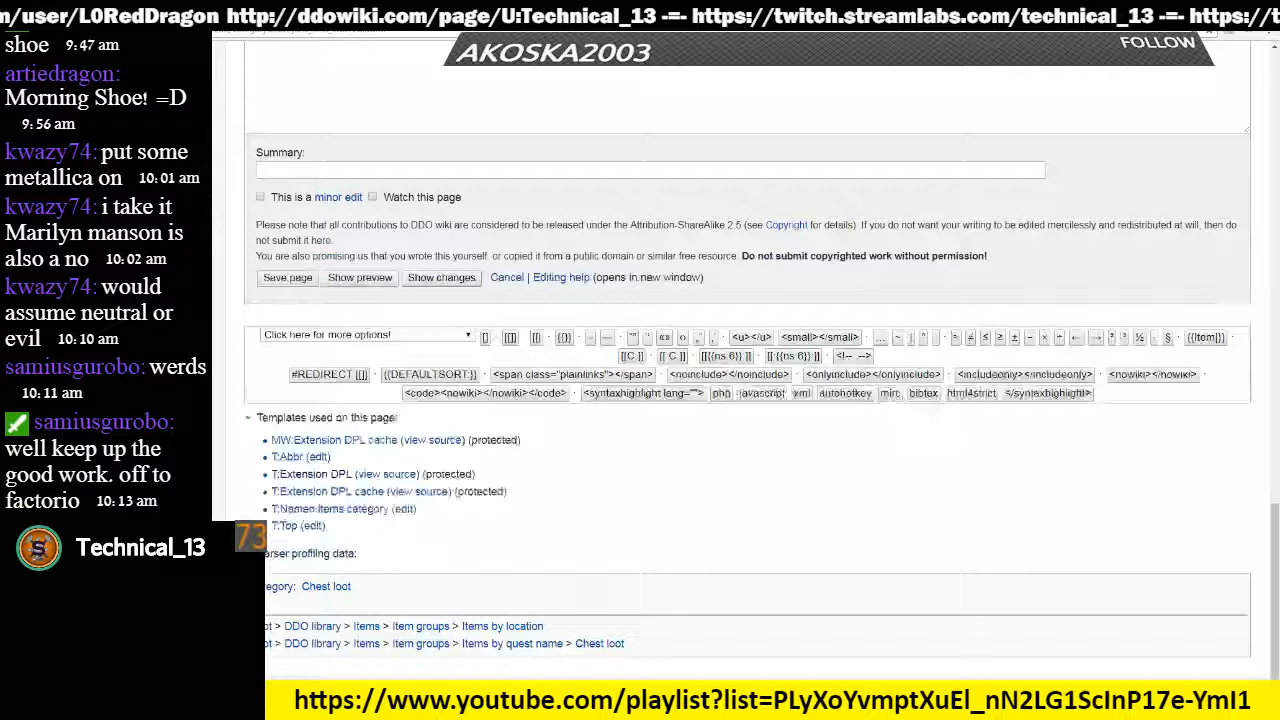 n/user/L0RedDragon http://ddowiki.com/page/U:Technical_13 -=- https://twitch.streamlabs.com/technical_13 -=- https://t
shoe 9:47 am
artiedragon:
Morning Shoe! =D
9:56 am
kwazy74: put some
metallica on 10:01 am
kwazy74: i take it
Marilyn manson is
also a no 10:02 am
kwazy74: would
assume neutral or
evil 10:10 am
samiusgurobo: werds
10:11 am
samiusgurobo:
well keep up the
good work. off to
factorio 10:13 am
Technical_13
73
AKOSKA2003
FOLLOW
Summary:
This is a minor edit Watch this page
Please note that all contributions to DDO wiki are considered to be released under the Attribution-ShareAlike 2.5 (see Copyright for details). If you do not want your writing to be edited mercilessly and redistributed at will, then do
not submit it here.
You are also promising us that you wrote this yourself, or copied it from a public domain or similar free resource. Do not submit copyrighted work without permission!
Save page Show preview Show changes Cancel | Editing help (opens in new window)
Click here for more options!
<u></u> · <small></small> · {{Item|}}
<!-- -->
#REDIRECT [[]] · {{DEFAULTSORT:}} · <span class="plainlinks"></span> · <noinclude></noinclude> · <onlyinclude></onlyinclude> · <includeonly></includeonly> · <nowiki></nowiki> ·
<code><nowiki></nowiki></code> · <syntaxhighlight lang=""> php javascript xml autohotkey mirc bibtex html4strict </syntaxhighlight>
Templates used on this page:
MW:Extension DPL cache (view source) (protected)
T:Abbr (edit)
T:Extension DPL (view source) (protected)
T:Extension DPL cache (view source) (protected)
T:Named items category (edit)
T:Top (edit)
arser profiling data:
tegory: Chest loot
ot > DDO library > Items > Item groups > Items by location
ot > DDO library > Items > Item groups > Items by quest name > Chest loot
https://www.youtube.com/playlist?list=PLyXoYvmptXuEl_nN2LG1ScInP17e-YmI1